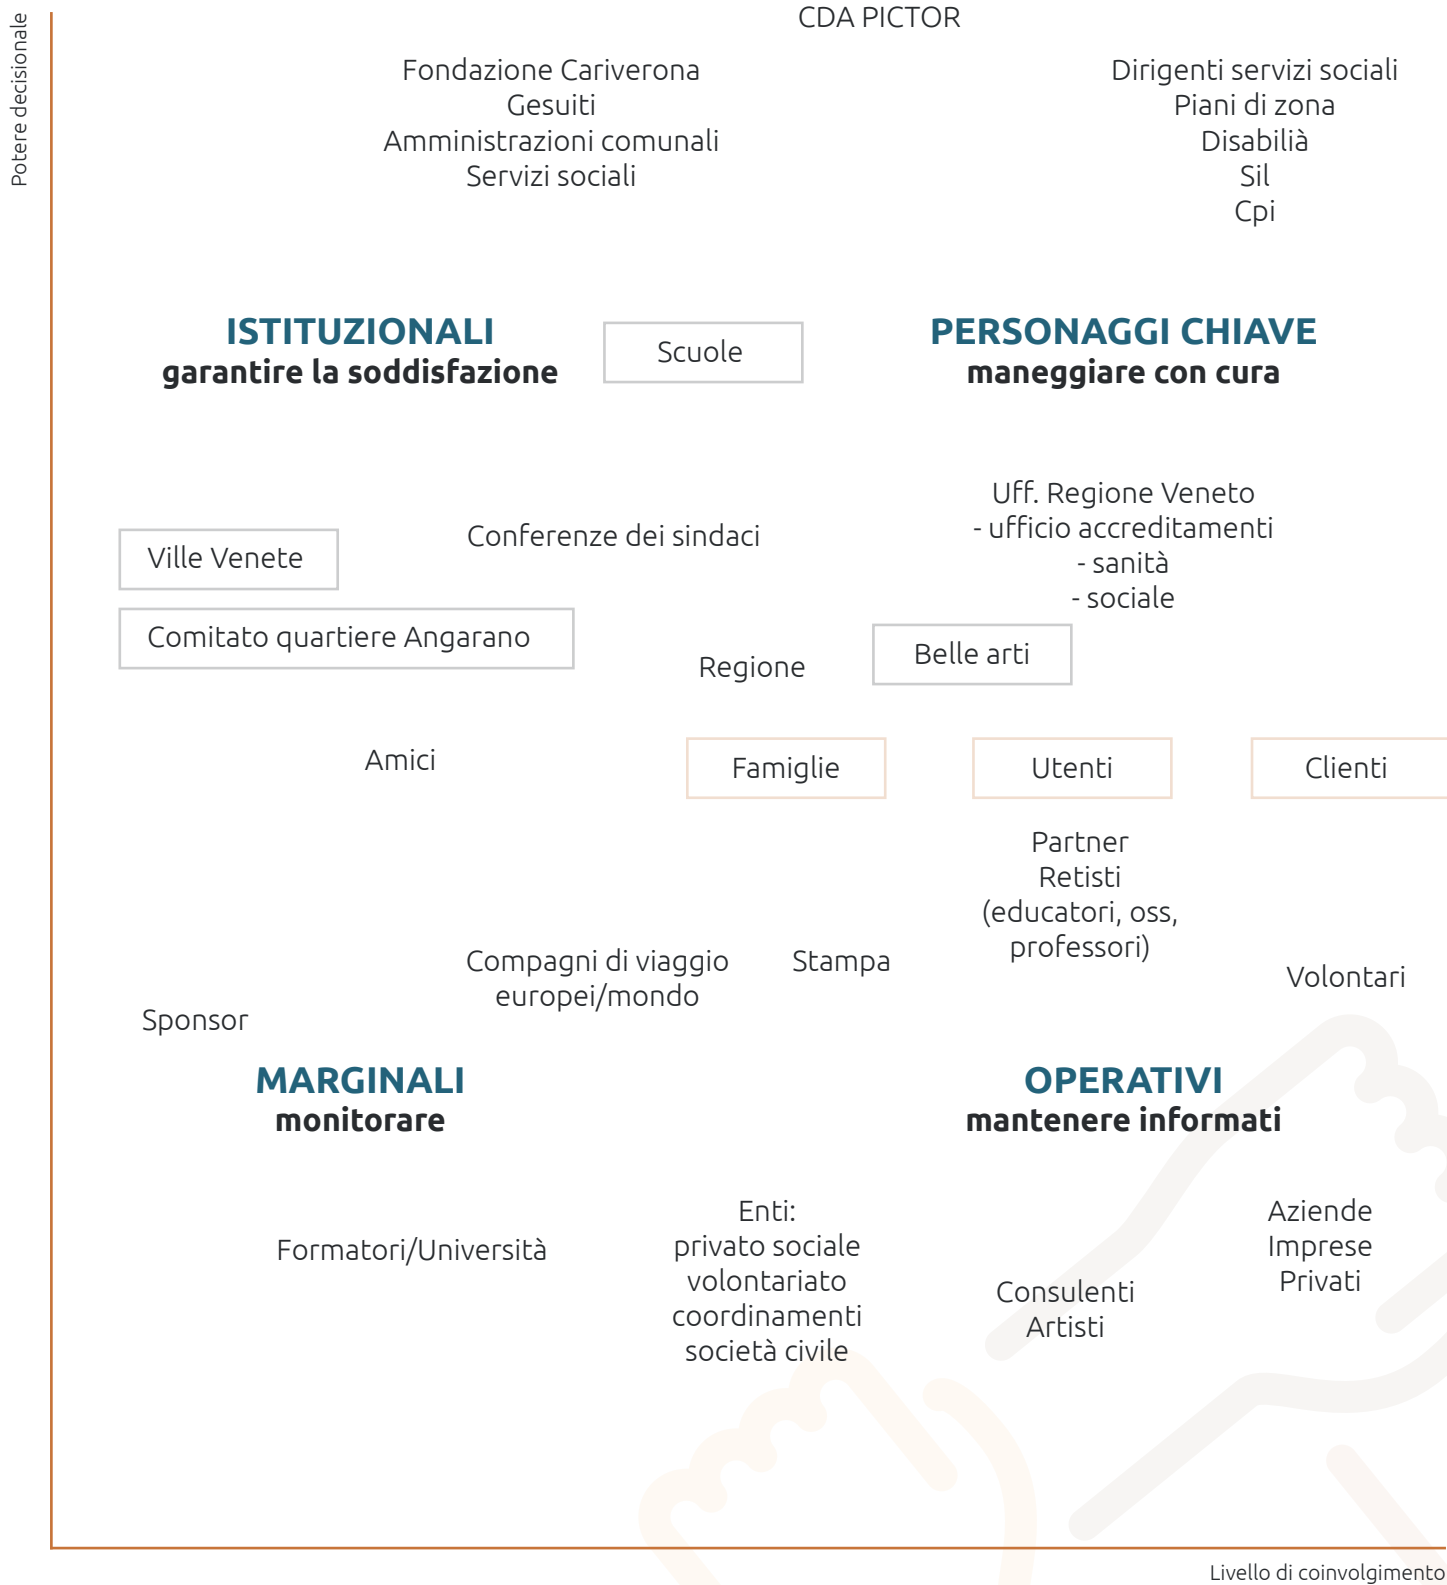 Potere decisionale
CDA PICTOR
Fondazione Cariverona
Gesuiti
Amministrazioni comunali
Servizi sociali
Dirigenti servizi sociali
Piani di zona
Disabilià
Sil
Cpi
ISTITUZIONALI
garantire la soddisfazione
Scuole
PERSONAGGI CHIAVE
maneggiare con cura
Ville Venete
Conferenze dei sindaci
Uff. Regione Veneto
- ufficio accreditamenti
- sanità
- sociale
Comitato quartiere Angarano
Regione
Belle arti
Amici
Famiglie
Utenti
Clienti
Partner
Retisti
(educatori, oss,
professori)
Compagni di viaggio
europei/mondo
Stampa
Volontari
Sponsor
MARGINALI
monitorare
OPERATIVI
mantenere informati
Formatori/Università
Enti:
privato sociale
volontariato
coordinamenti
società civile
Consulenti
Artisti
Aziende
Imprese
Privati
Livello di coinvolgimento